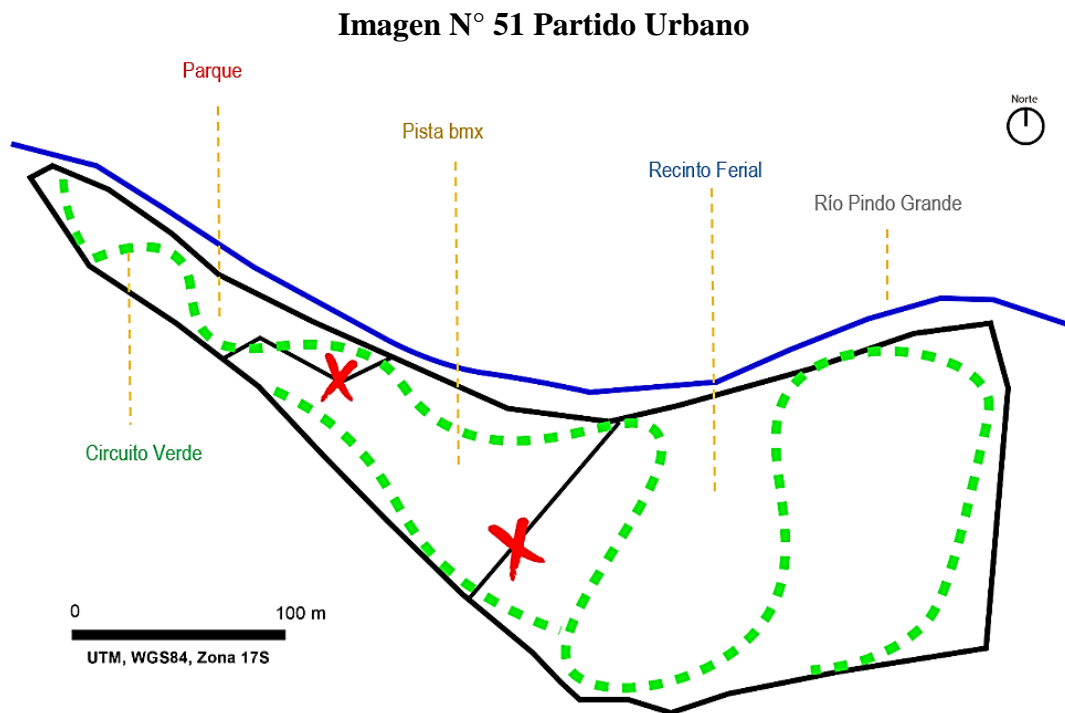 Imagen N° 51 Partido Urbano
Parque
Norte
Pista bmx
Recinto Ferial
Río Pindo Grande
Circuito Verde
0 100 m
UTM, WGS84, Zona 17S